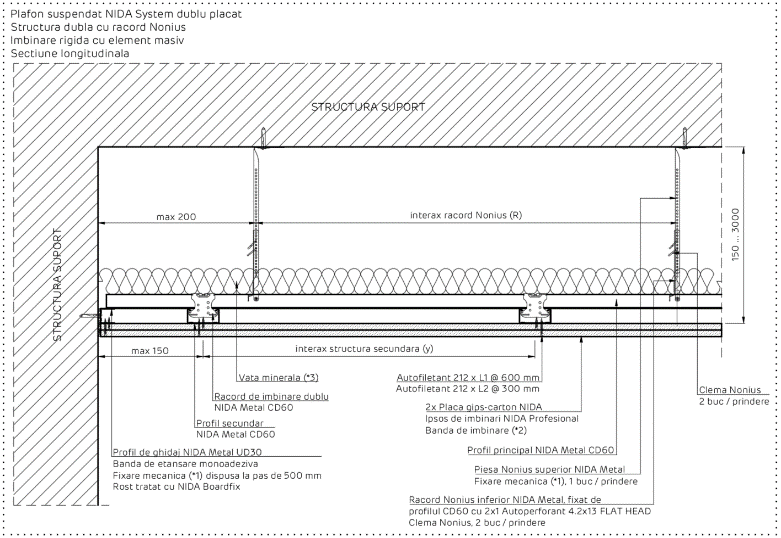 Plafon suspendat NIDA System dublu placat
Structura dubla cu racord Nonius
Imbinare rigida cu element masiv
Sectiune longitudinala
STRUCTURA SUPORT
STRUCTURA SUPORT
max 200
interax racord Nonius (R)
150 ... 3000
max 150
interax structura secundara (y)
Vata minerala (*3)
Racord de imbinare dublu
NIDA Metal CD60
Profil secundar
NIDA Metal CD60
Profil de ghidaj NIDA Metal UD30
Banda de etansare monoadeziva
Fixare mecanica (*1) dispusa la pas de 500 mm
Rost tratat cu NIDA Boardfix
Autofiletant 212 x L1 @ 600 mm
Autofiletant 212 x L2 @ 300 mm
2x Placa gips-carton NIDA
Ipsos de imbinari NIDA Profesional
Banda de imbinare (*2)
Profil principal NIDA Metal CD60
Piesa Nonius superior NIDA Metal
Fixare mecanica (*1), 1 buc / prindere
Racord Nonius inferior NIDA Metal, fixat de
profilul CD60 cu 2x1 Autoperforant 4.2x13 FLAT HEAD
Clema Nonius, 2 buc / prindere
Clema Nonius
2 buc / prindere